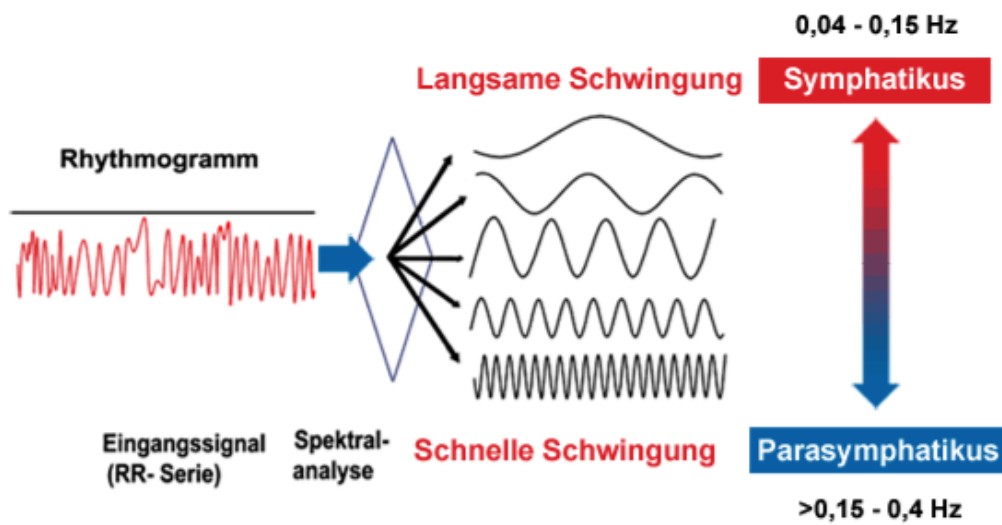 0,04 - 0,15 Hz
Langsame Schwingung
Symphatikus
Rhythmogramm
Eingangssignal
(RR- Serie)
Spektral-
analyse
Schnelle Schwingung
Parasymphatikus
>0,15 - 0,4 Hz